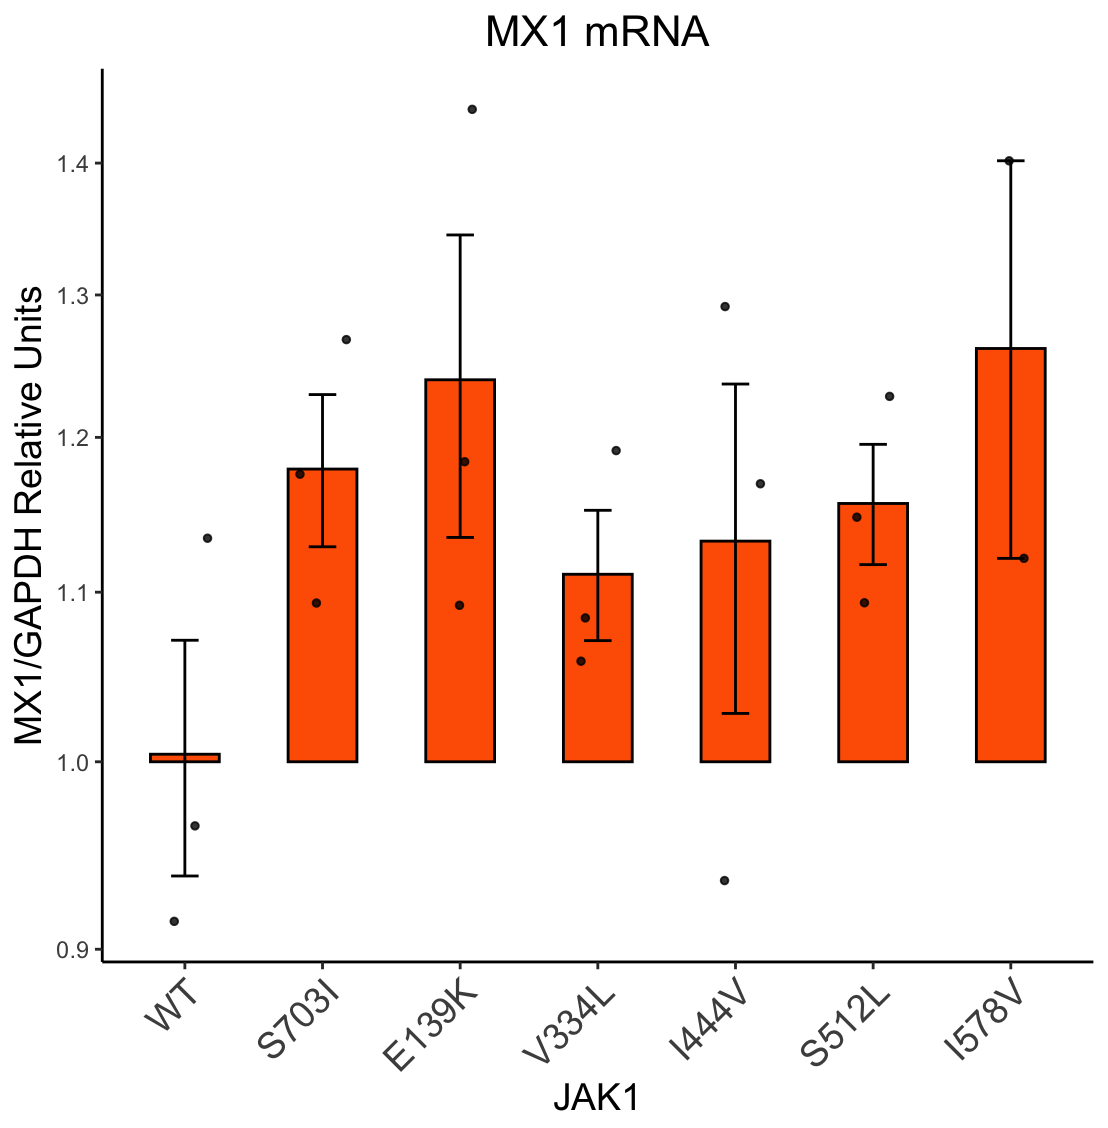 MX1 mRNA
MX1/GAPDH Relative Units
1.4
1.3
1.2
1.1
1.0
0.9
WT
S703I
E139K
V334L
I444V
S512L
I578V
JAK1